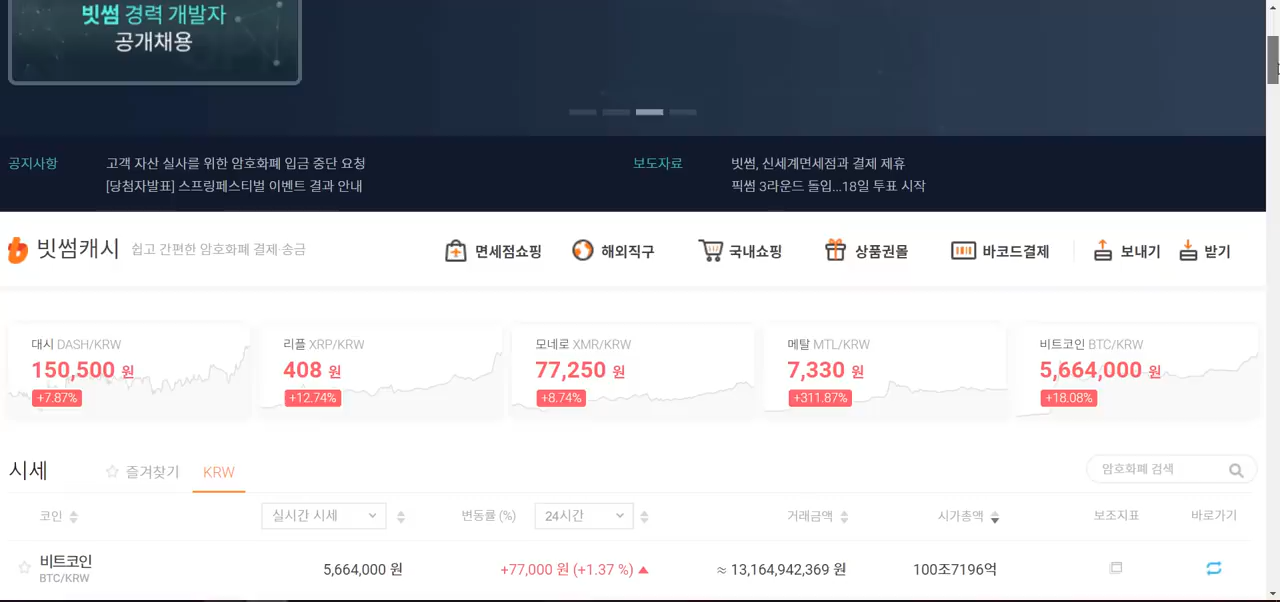 빗썸 경력 개발자
공개채용
공지사항
고객 자산 실사를 위한 암호화폐 입금 중단 요청
[당첨자발표] 스프링페스티벌 이벤트 결과 안내
보도자료
빗썸, 신세계면세점과 결제 제휴
픽썸 3라운드 돌입...18일 투표 시작
빗썸캐시 쉽고 간편한 암호화폐 결제·송금
면세점쇼핑 해외직구 국내쇼핑 상품권몰 바코드결제 보내기 받기
대시 DASH/KRW
150,500 원
+7.87%
리플 XRP/KRW
408 원
+12.74%
모네로 XMR/KRW
77,250 원
+8.74%
메탈 MTL/KRW
7,330 원
+311.87%
비트코인 BTC/KRW
5,664,000 원
+18.08%
시세 즐겨찾기 KRW 암호화폐 검색
코인 실시간 시세 변동률 (%) 24시간 거래금액 시가총액 보조지표 바로가기
비트코인 5,664,000 원 +77,000 원 (+1.37 %) ≈ 13,164,942,369 원 100조7196억
BTC/KRW